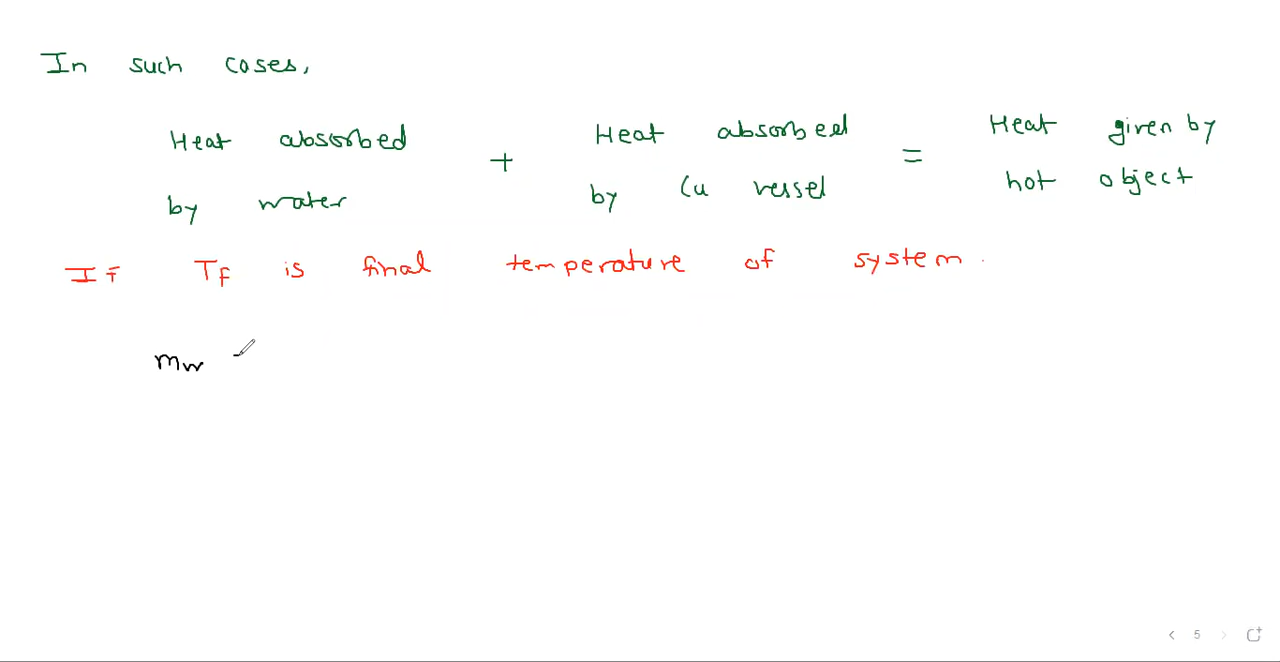 In such cases,
Heat absorbed + Heat absorbed = Heat given by
by water by Cu vessel hot object
If TF is final temperature of system.
mw
< 5 >